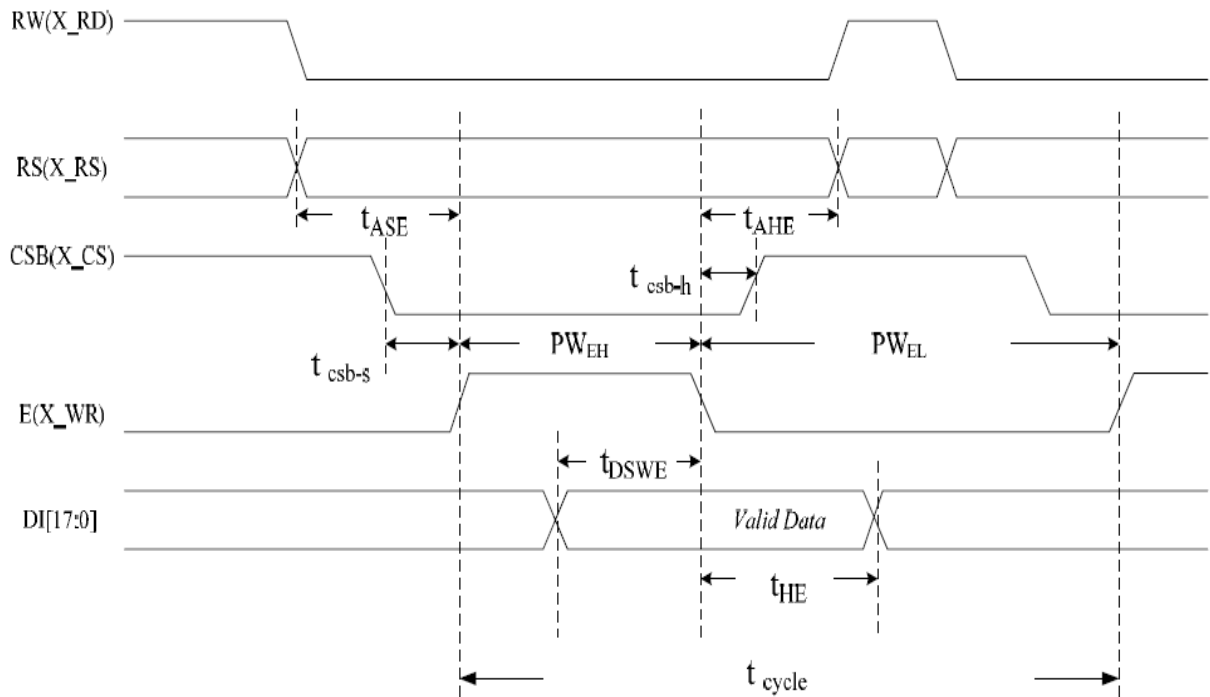 RW(X_RD)
RS(X_RS)
tASE
tAHE
CSB(X_CS)
t csb-h
PWEH
PWEL
t csb-s
E(X_WR)
tDSWE
DI[17:0]
Valid Data
tHE
t cycle